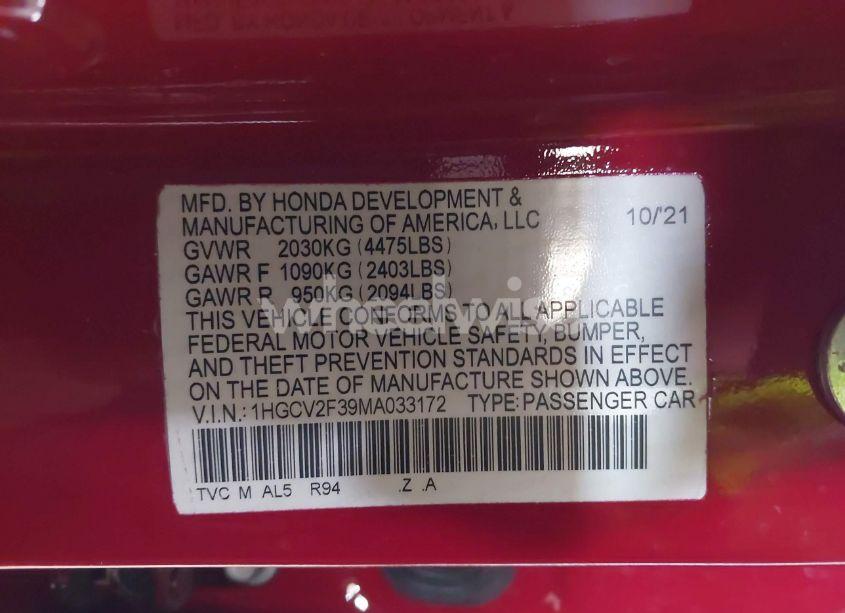 MFD. BY HONDA DEVELOPMENT &
MANUFACTURING OF AMERICA, LLC 10/'21
GVWR 2030KG (4475LBS)
GAWR F 1090KG (2403LBS)
GAWR R 950KG (2094LBS)
THIS VEHICLE CONFORMS TO ALL APPLICABLE
FEDERAL MOTOR VEHICLE SAFETY, BUMPER,
AND THEFT PREVENTION STANDARDS IN EFFECT
ON THE DATE OF MANUFACTURE SHOWN ABOVE.
V.I.N.: 1HGCV2F39MA033172 TYPE: PASSENGER CAR
TVC M AL5 R94 .Z .A